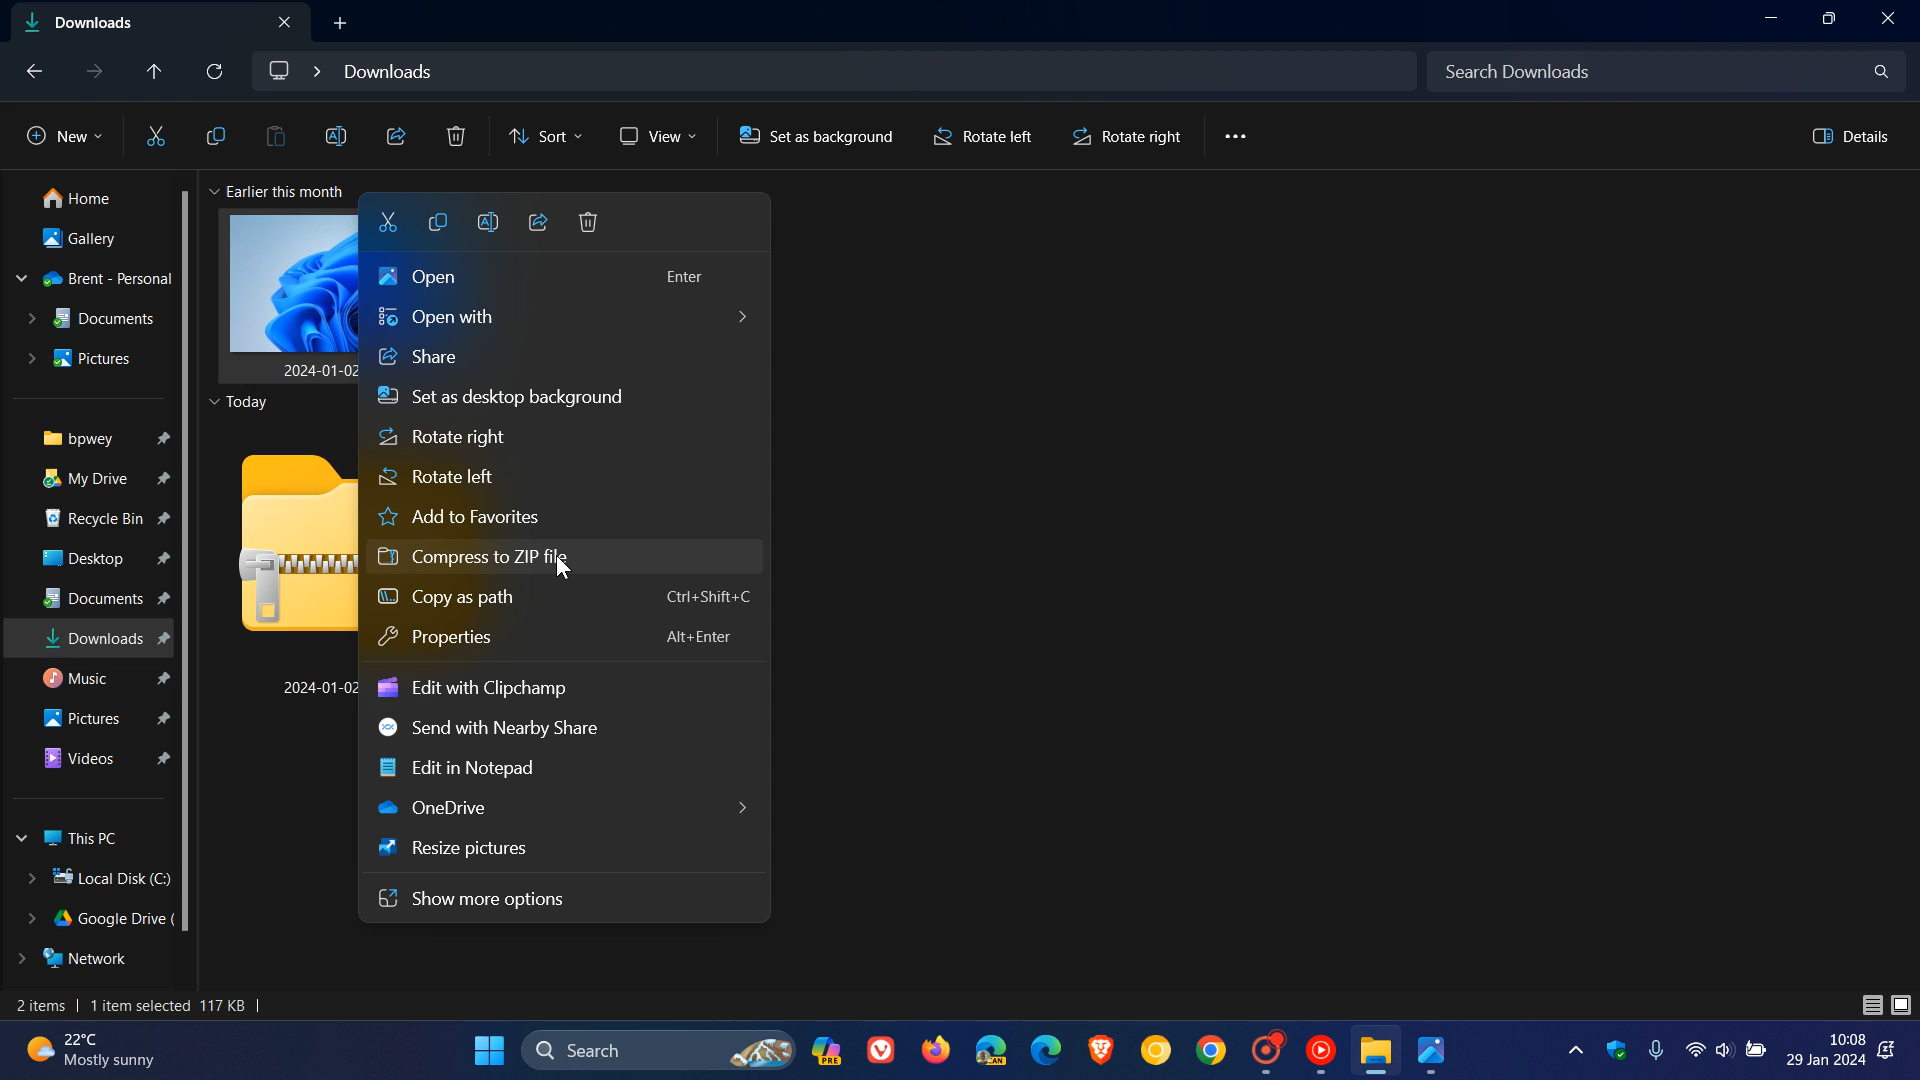 Downloads
Downloads
Search Downloads
New
Sort
View
Set as background
Rotate left
Rotate right
Details
Home
Gallery
Brent - Personal
Documents
Pictures
bpwey
My Drive
Recycle Bin
Desktop
Documents
Downloads
Music
Pictures
Videos
This PC
Local Disk (C:)
Google Drive (
Network
Earlier this month
2024-01-02
Today
2024-01-02
Open Enter
Open with
Share
Set as desktop background
Rotate right
Rotate left
Add to Favorites
Compress to ZIP file
Copy as path Ctrl+Shift+C
Properties Alt+Enter
Edit with Clipchamp
Send with Nearby Share
Edit in Notepad
OneDrive
Resize pictures
Show more options
2 items 1 item selected 117 KB
22°C
Mostly sunny
Search
PRE
CAN
10:08
29 Jan 2024